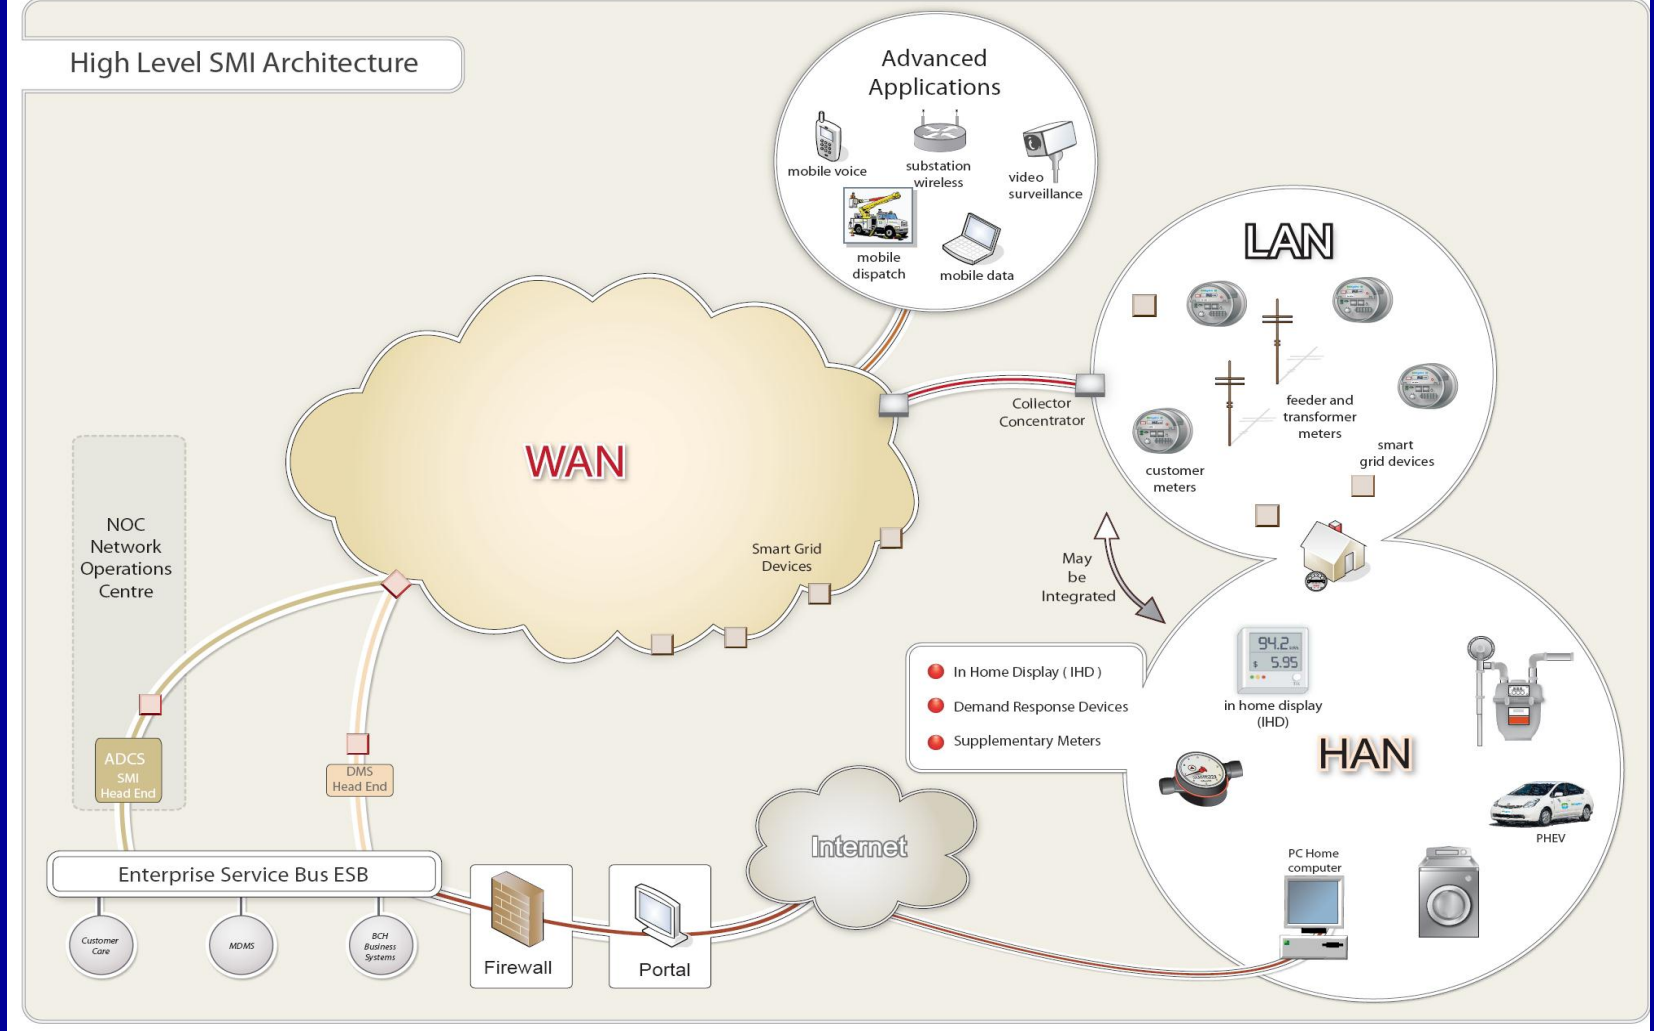 High Level SMI Architecture
Advanced
Applications
mobile voice
substation
wireless
video
surveillance
mobile
dispatch
mobile data
LAN
feeder and
transformer
meters
smart
grid devices
customer
meters
Collector
Concentrator
WAN
Smart Grid
Devices
May
be
Integrated
NOC
Network
Operations
Centre
ADCS
SMI
Head End
DMS
Head End
In Home Display ( IHD )
Demand Response Devices
Supplementary Meters
94.2
$ 5.95
in home display
(IHD)
HAN
PHEV
PC Home
computer
Internet
Enterprise Service Bus ESB
Customer
Care
MDMS
BCH
Business
Systems
Firewall
Portal